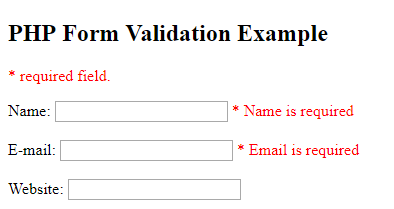 PHP Form Validation Example
* required field.
Name: * Name is required
E-mail: * Email is required
Website: